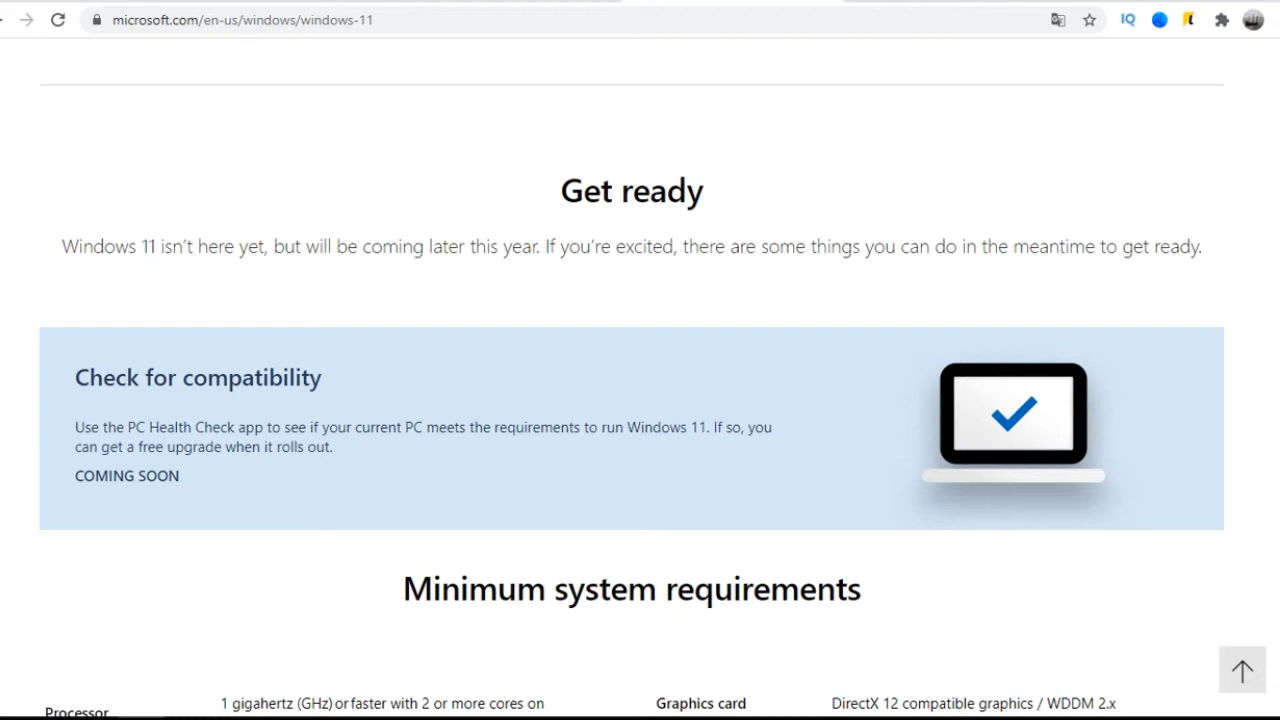 microsoft.com/en-us/windows/windows-11
IQ
Get ready
Windows 11 isn't here yet, but will be coming later this year. If you're excited, there are some things you can do in the meantime to get ready.
Check for compatibility
Use the PC Health Check app to see if your current PC meets the requirements to run Windows 11. If so, you
can get a free upgrade when it rolls out.
COMING SOON
Minimum system requirements
Processor
1 gigahertz (GHz) or faster with 2 or more cores on
Graphics card
DirectX 12 compatible graphics / WDDM 2.x